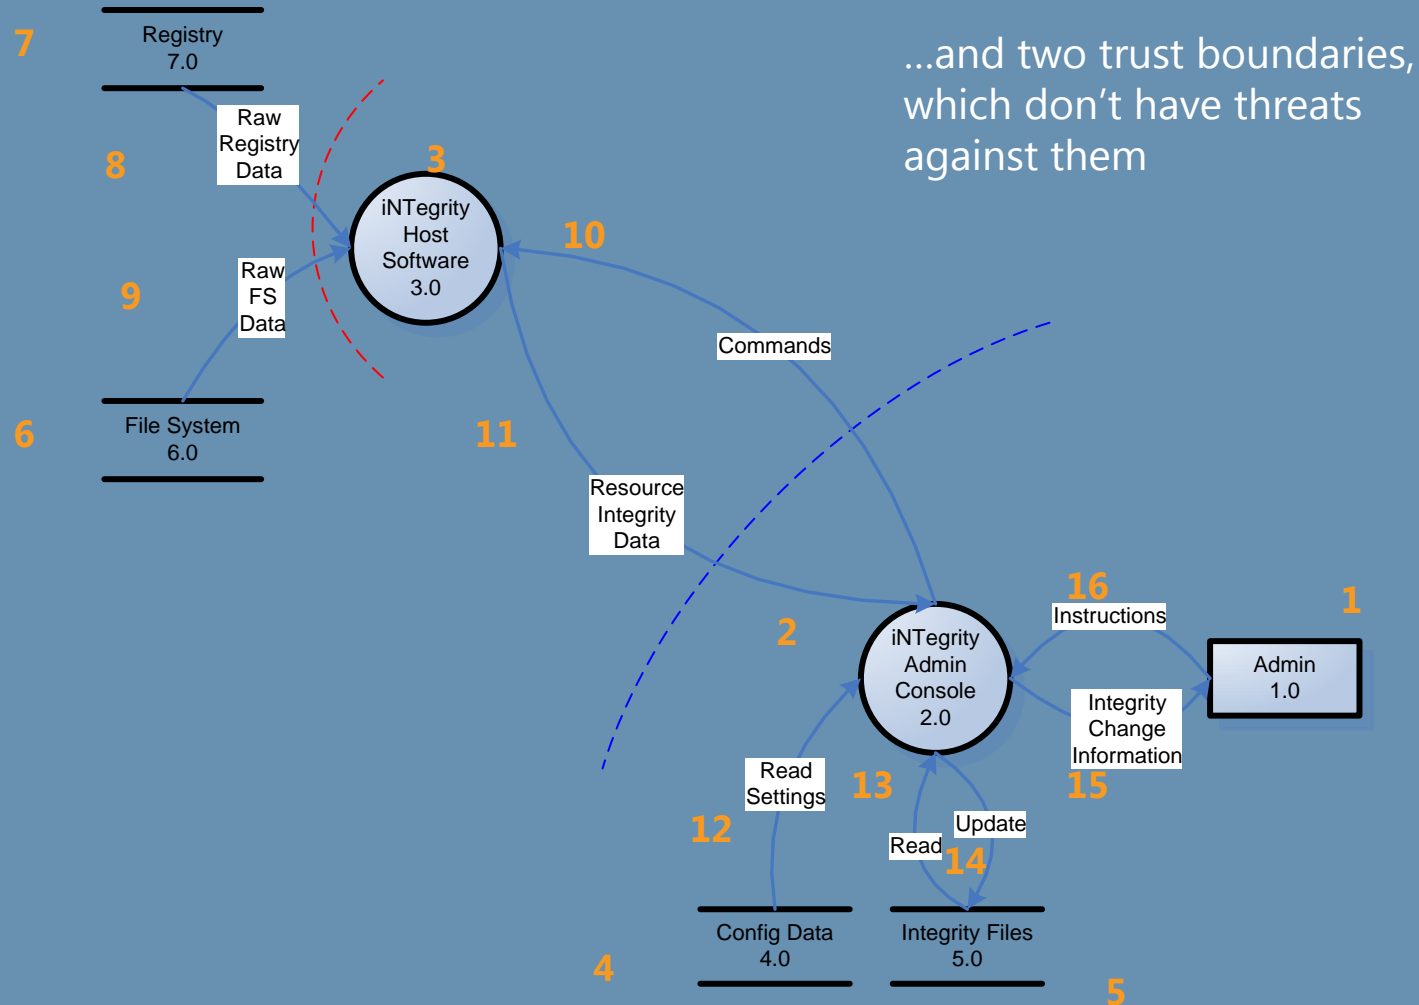 7
Registry
7.0
...and two trust boundaries,
which don't have threats
against them
Raw
Registry
Data
8
3
iNTegrity
Host
Software
3.0
10
Raw
FS
Data
9
Commands
File System
6.0
6
11
Resource
Integrity
Data
16
Instructions
1
2
iNTegrity
Admin
Console
2.0
Admin
1.0
Integrity
Change
Information
15
Read
Settings
13
12
Update
Read
14
Config Data
4.0
Integrity Files
5.0
4
5